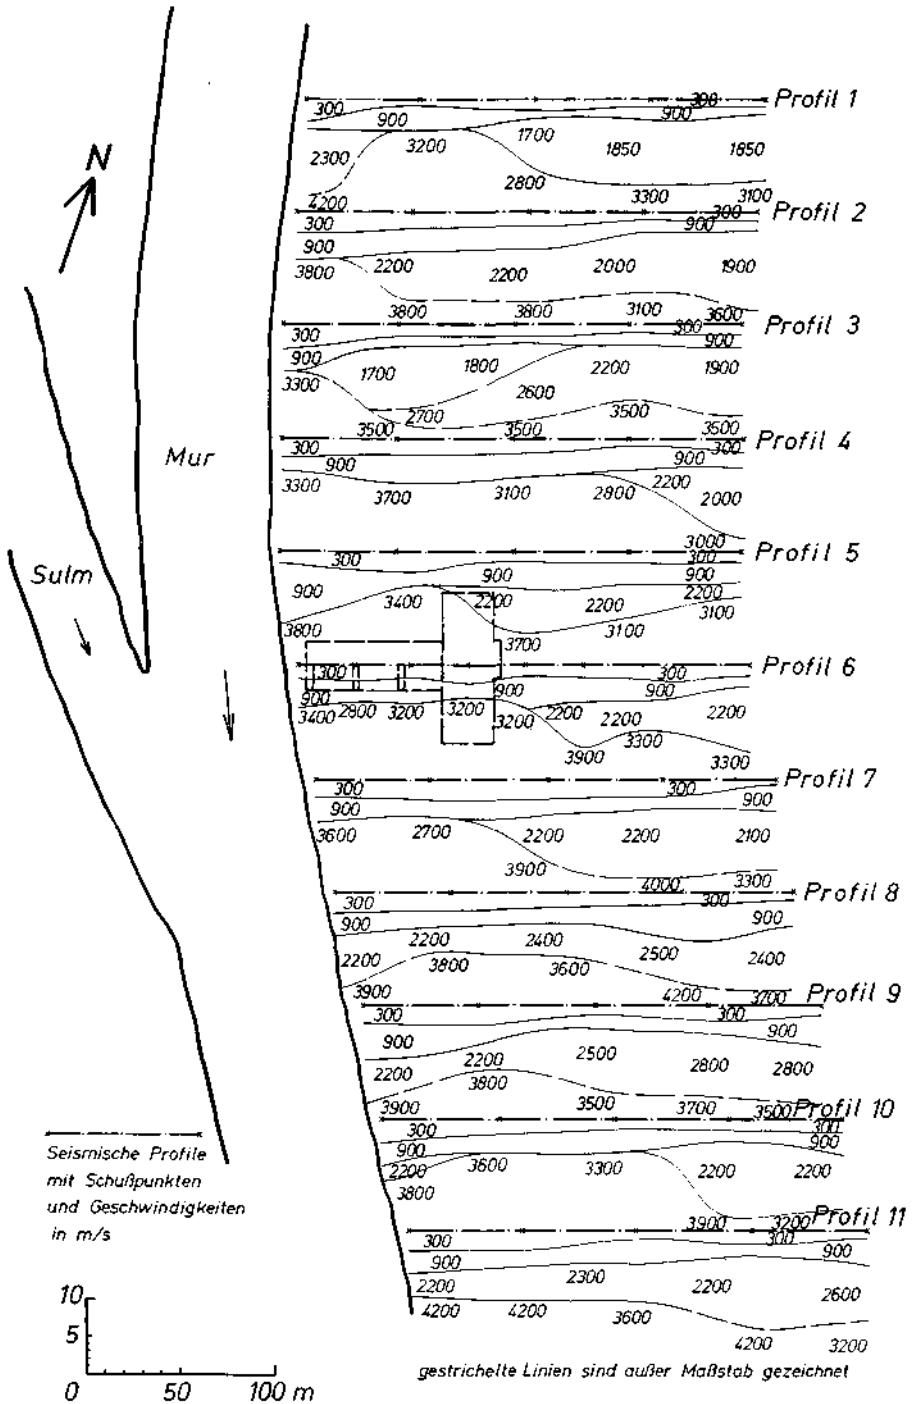 300 Profil 1
300
900 900
1700
3200 1850 1850
2300
2800
3300 3100
4200
N
300 Profil 2
300 900
900
3800 2200 2200 2000 1900
3800 3800 3100 3600
300 Profil 3
300 900
900
3300 1700 1800 2200 1900
2600
2700
3500 3500 3500 3500
Profil 4
300 300
900 900
3300 3700 3100 2800 2200 2000
3000
Profil 5
300 300
900 900
900 3400 2200 2200 2200
3100
3800 3700 3100
Profil 6
300 300
900 900 900
3400 2800 3200 3200 3200 2200 2200 2200
3900 3300 3300
Profil 7
300 300
900 900
3600 2700 2200 2200 2100
3900 4000 3300
Profil 8
300 300
900 900
2200 2400
2200 3800 3600 2500 2400
3900 4200 3700
Profil 9
300 300
900 900
2200 2500
2200 3800 2800 2800
3900 3500 3700 3500
Profil 10
300 300
900 900
2200 3600 3300 2200 2200
3800
3900 3200
Profil 11
300 300
900 900
2200 2300 2200 2600
4200 4200 3600
4200 3200
Mur
Sulm
Seismische Profile
mit Schußpunkten
und Geschwindigkeiten
in m/s
10
5
0 50 100 m
gestrichelte Linien sind außer Maßstab gezeichnet